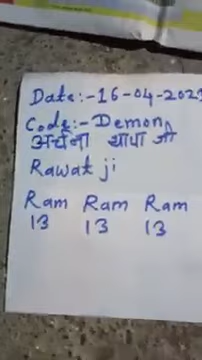 Date:-16-04-202
Code:- Demon
अर्चना थापा जी
Rawat ji
Ram Ram Ram
13 13 13